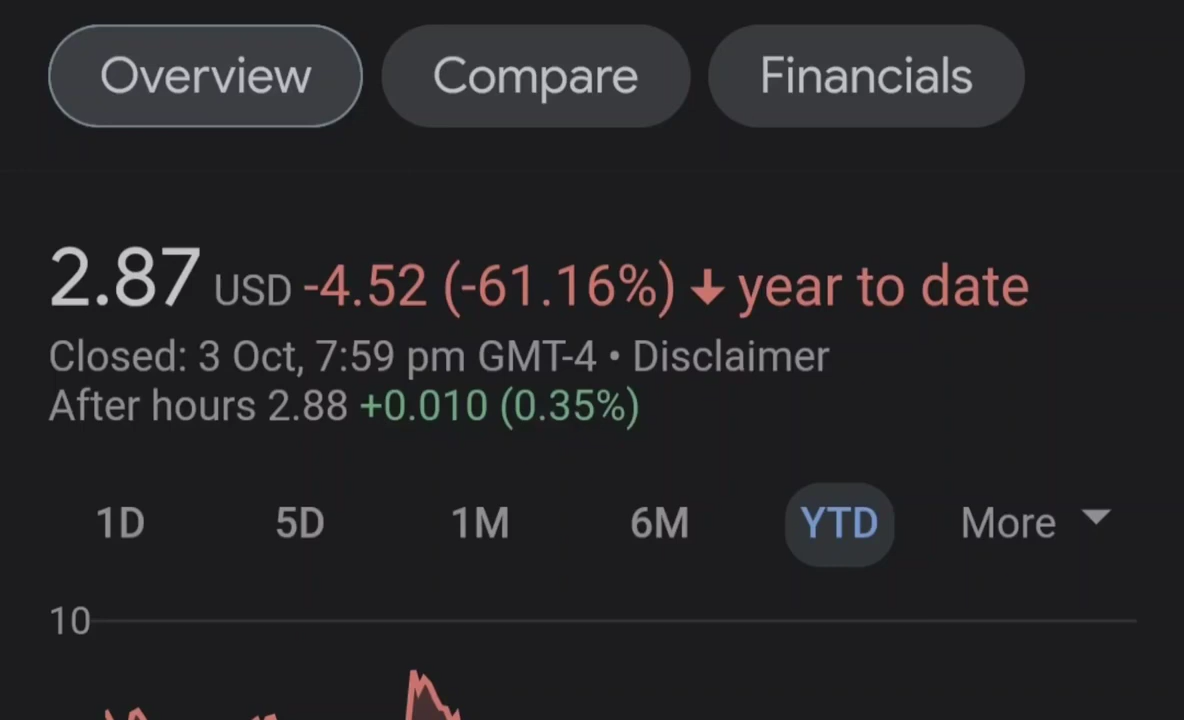 Overview Compare Financials
2.87 USD -4.52 (-61.16%) ↓ year to date
Closed: 3 Oct, 7:59 pm GMT-4 • Disclaimer
After hours 2.88 +0.010 (0.35%)
1D 5D 1M 6M YTD More
10